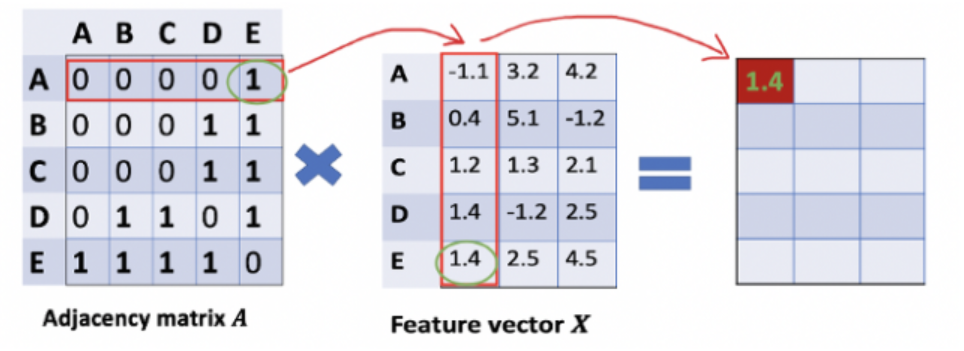 A B C D E
A 0 0 0 0 1
B 0 0 0 1 1
C 0 0 0 1 1
D 0 1 1 0 1
E 1 1 1 1 0
Adjacency matrix A
A -1.1 3.2 4.2
B 0.4 5.1 -1.2
C 1.2 1.3 2.1
D 1.4 -1.2 2.5
E 1.4 2.5 4.5
Feature vector X
1.4